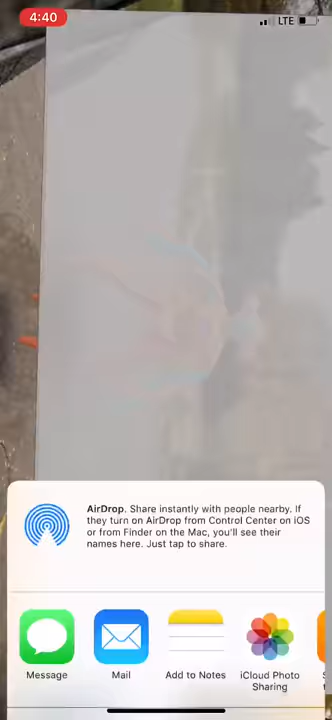 4:40
LTE
AirDrop. Share instantly with people nearby. If
they turn on AirDrop from Control Center on iOS
or from Finder on the Mac, you'll see their
names here. Just tap to share.
Message
Mail
Add to Notes
iCloud Photo
Sharing